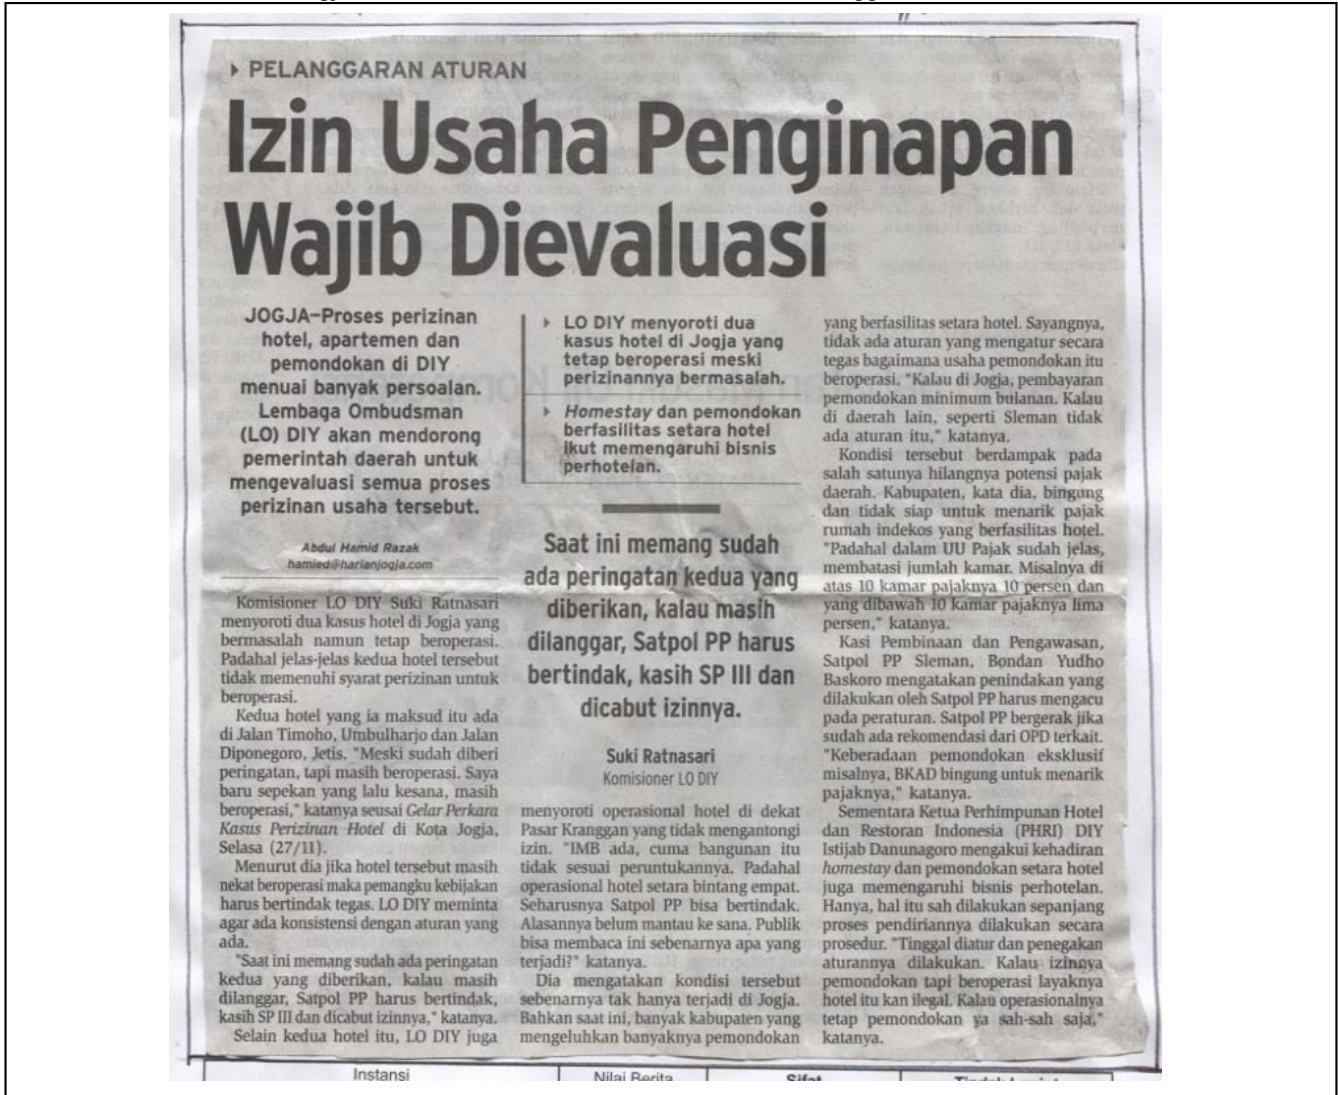 PELANGGARAN ATURAN
Izin Usaha Penginapan
Wajib Dievaluasi
JOGJA—Proses perizinan
hotel, apartemen dan
pemondokan di DIY
menuai banyak persoalan.
Lembaga Ombudsman
(LO) DIY akan mendorong
pemerintah daerah untuk
mengevaluasi semua proses
perizinan usaha tersebut.
Abdul Hamid Razak
hamied@harianjogja.com
Komisioner LO DIY Suki Ratnasari
menyoroti dua kasus hotel di Jogja yang
bermasalah namun tetap beroperasi.
Padahal jelas-jelas kedua hotel tersebut
tidak memenuhi syarat perizinan untuk
beroperasi.
Kedua hotel yang ia maksud itu ada
di Jalan Timoho, Umbulharjo dan Jalan
Diponegoro, Jetis. "Meski sudah diberi
peringatan, tapi masih beroperasi. Saya
baru sepekan yang lalu kesana, masih
beroperasi," katanya seusai Gelar Perkara
Kasus Perizinan Hotel di Kota Jogja,
Selasa (27/11).
Menurut dia jika hotel tersebut masih
nekat beroperasi maka pemangku kebijakan
harus bertindak tegas. LO DIY meminta
agar ada konsistensi dengan aturan yang
ada.
"Saat ini memang sudah ada peringatan
kedua yang diberikan, kalau masih
dilanggar, Satpol PP harus bertindak,
kasih SP III dan dicabut izinnya," katanya.
Selain kedua hotel itu, LO DIY juga
LO DIY menyoroti dua
kasus hotel di Jogja yang
tetap beroperasi meski
perizinannya bermasalah.
Homestay dan pemondokan
berfasilitas setara hotel
ikut memengaruhi bisnis
perhotelan.
Saat ini memang sudah
ada peringatan kedua yang
diberikan, kalau masih
dilanggar, Satpol PP harus
bertindak, kasih SP III dan
dicabut izinnya.
Suki Ratnasari
Komisioner LO DIY
menyoroti operasional hotel di dekat
Pasar Kranggan yang tidak mengantongi
izin. "IMB ada, cuma bangunan itu
tidak sesuai peruntukannya. Padahal
operasional hotel setara bintang empat.
Seharusnya Satpol PP bisa bertindak.
Alasannya belum mantau ke sana. Publik
bisa membaca ini sebenarnya apa yang
terjadi?" katanya.
Dia mengatakan kondisi tersebut
sebenarnya tak hanya terjadi di Jogja.
Bahkan saat ini, banyak kabupaten yang
mengeluhkan banyaknya pemondokan
yang berfasilitas setara hotel. Sayangnya,
tidak ada aturan yang mengatur secara
tegas bagaimana usaha pemondokan itu
beroperasi. "Kalau di Jogja, pembayaran
pemondokan minimum bulanan. Kalau
di daerah lain, seperti Sleman tidak
ada aturan itu," katanya.
Kondisi tersebut berdampak pada
salah satunya hilangnya potensi pajak
daerah. Kabupaten, kata dia, bingung
dan tidak siap untuk menarik pajak
rumah indekos yang berfasilitas hotel.
"Padahal dalam UU Pajak sudah jelas,
membatasi jumlah kamar. Misalnya di
atas 10 kamar pajaknya 10 persen dan
yang dibawah 10 kamar pajaknya lima
persen," katanya.
Kasi Pembinaan dan Pengawasan,
Satpol PP Sleman, Bondan Yudho
Baskoro mengatakan penindakan yang
dilakukan oleh Satpol PP harus mengacu
pada peraturan. Satpol PP bergerak jika
sudah ada rekomendasi dari OPD terkait.
"Keberadaan pemondokan eksklusif
misalnya, BKAD bingung untuk menarik
pajaknya," katanya.
Sementara Ketua Perhimpunan Hotel
dan Restoran Indonesia (PHRI) DIY
Istijab Danunagoro mengakui kehadiran
homestay dan pemondokan setara hotel
juga memengaruhi bisnis perhotelan.
Hanya, hal itu sah dilakukan sepanjang
proses pendiriannya dilakukan secara
prosedur. "Tinggal diatur dan penegakan
aturannya dilakukan. Kalau izinnya
pemondokan tapi beroperasi layaknya
hotel itu kan ilegal. Kalau operasionalnya
tetap pemondokan ya sah-sah saja,"
katanya.
Instansi
Nilai Berita
Sifat